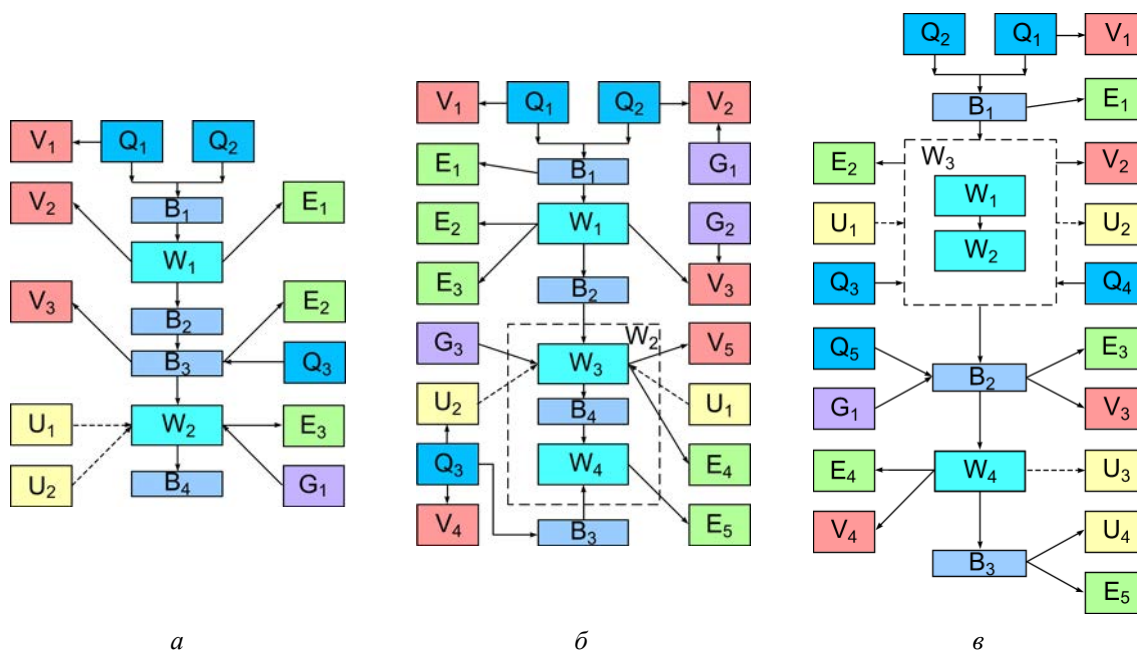 V₁ Q₁ Q₂
V₂ B₁ E₁
W₁
V₃ B₂ E₂
B₃ Q₃
U₁ W₂ E₃
U₂ B₄ G₁
а
V₁ Q₁ Q₂ V₂
E₁ B₁ G₁
E₂ W₁ G₂
E₃ B₂ V₃
W₂
G₃ W₃ V₅
U₂ B₄ U₁
Q₃ W₄ E₄
V₄ B₃ E₅
б
Q₂ Q₁ V₁
B₁ E₁
E₂ W₃ V₂
U₁ W₁ U₂
W₂
Q₃ Q₄
Q₅ B₂ E₃
G₁ V₃
E₄ W₄ U₃
V₄ U₄
B₃
E₅
в